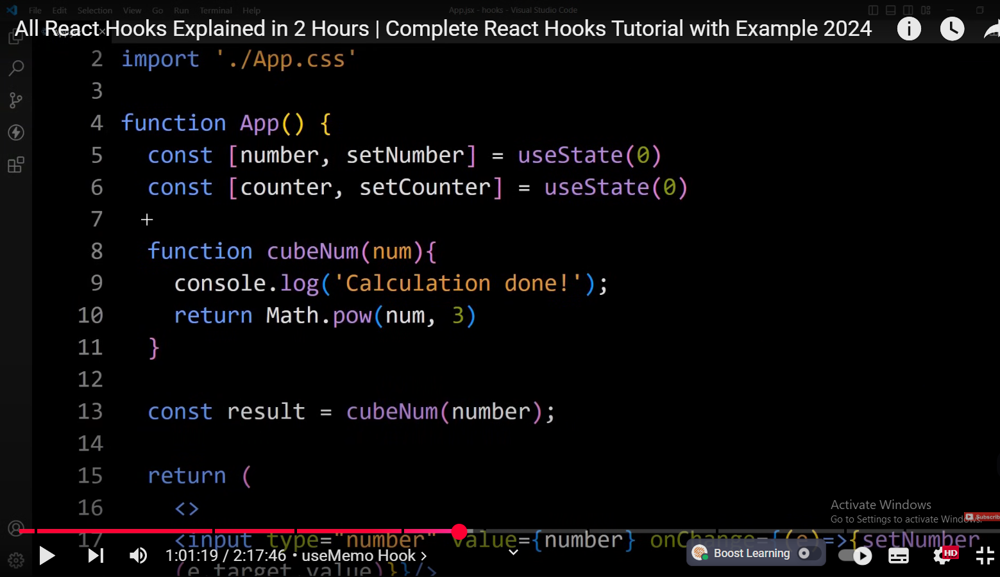 File Edit Selection View Go Run Terminal Help App.jsx - hooks - Visual Studio Code
All React Hooks Explained in 2 Hours | Complete React Hooks Tutorial with Example 2024
2 import './App.css'
3
4 function App() {
5 const [number, setNumber] = useState(0)
6 const [counter, setCounter] = useState(0)
7
8 function cubeNum(num){
9 console.log('Calculation done!');
10 return Math.pow(num, 3)
11 }
12
13 const result = cubeNum(number);
14
15 return (
16 <>
17 <input type="number" value={number} onChange={(e)=>{setNumber
(e.target.value)}}/>
Activate Windows
Go to Settings to activate Windows.
Subscrib
1:01:19 / 2:17:46 • useMemo Hook >
Boost Learning
HD